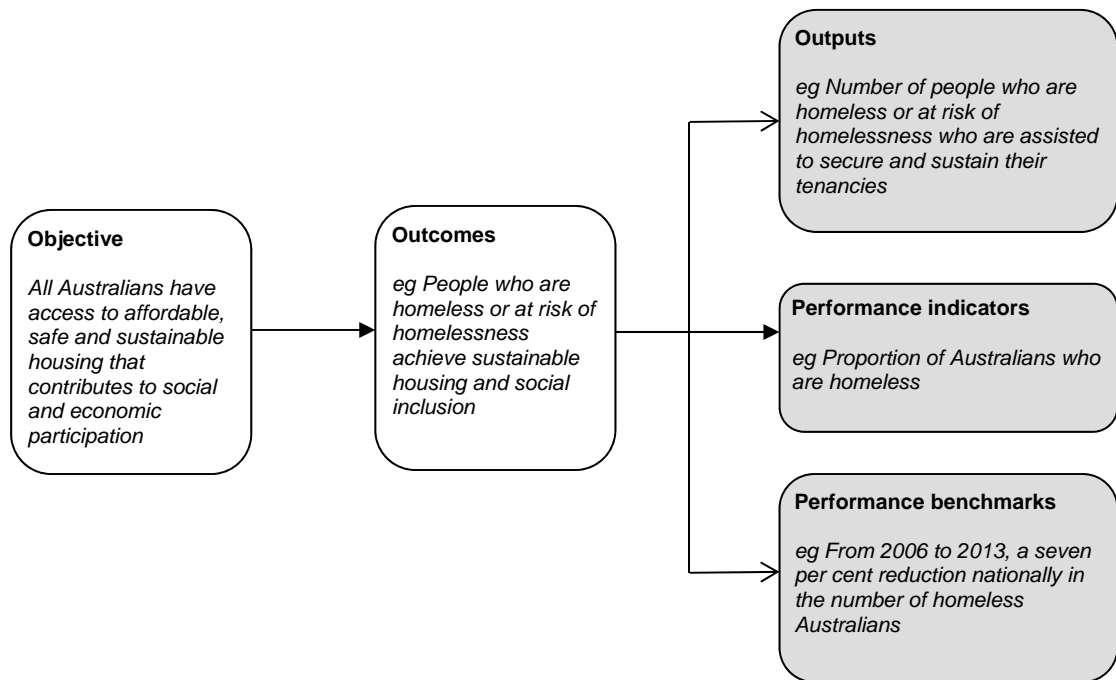 Objective
All Australians have
access to affordable,
safe and sustainable
housing that
contributes to social
and economic
participation
Outcomes
eg People who are
homeless or at risk of
homelessness
achieve sustainable
housing and social
inclusion
Outputs
eg Number of people who are
homeless or at risk of
homelessness who are assisted
to secure and sustain their
tenancies
Performance indicators
eg Proportion of Australians who
are homeless
Performance benchmarks
eg From 2006 to 2013, a seven
per cent reduction nationally in
the number of homeless
Australians